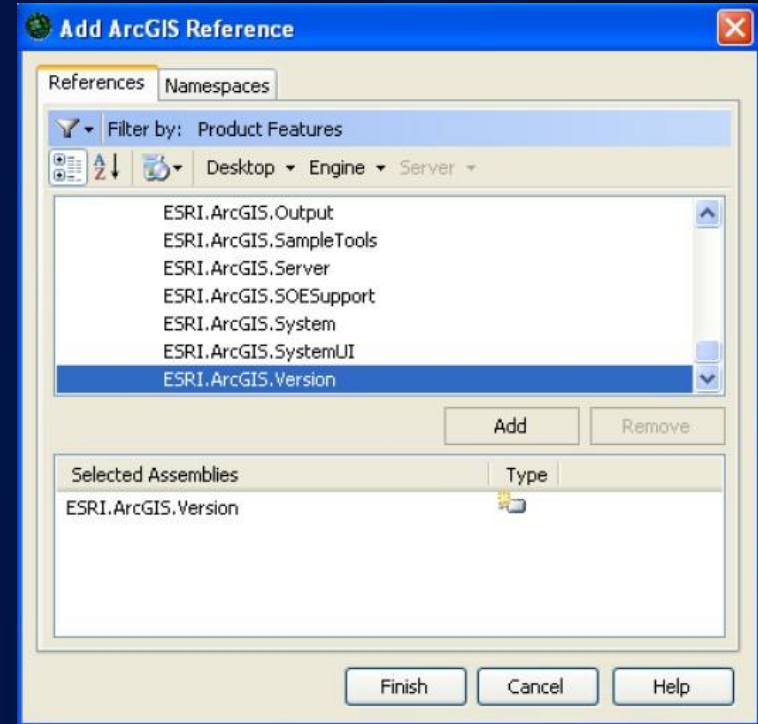 Add ArcGIS Reference
References Namespaces
Filter by: Product Features
A Z Desktop Engine Server
ESRI.ArcGIS.Output
ESRI.ArcGIS.SampleTools
ESRI.ArcGIS.Server
ESRI.ArcGIS.SOESupport
ESRI.ArcGIS.System
ESRI.ArcGIS.SystemUI
ESRI.ArcGIS.Version
Add Remove
Selected Assemblies Type
ESRI.ArcGIS.Version
Finish Cancel Help